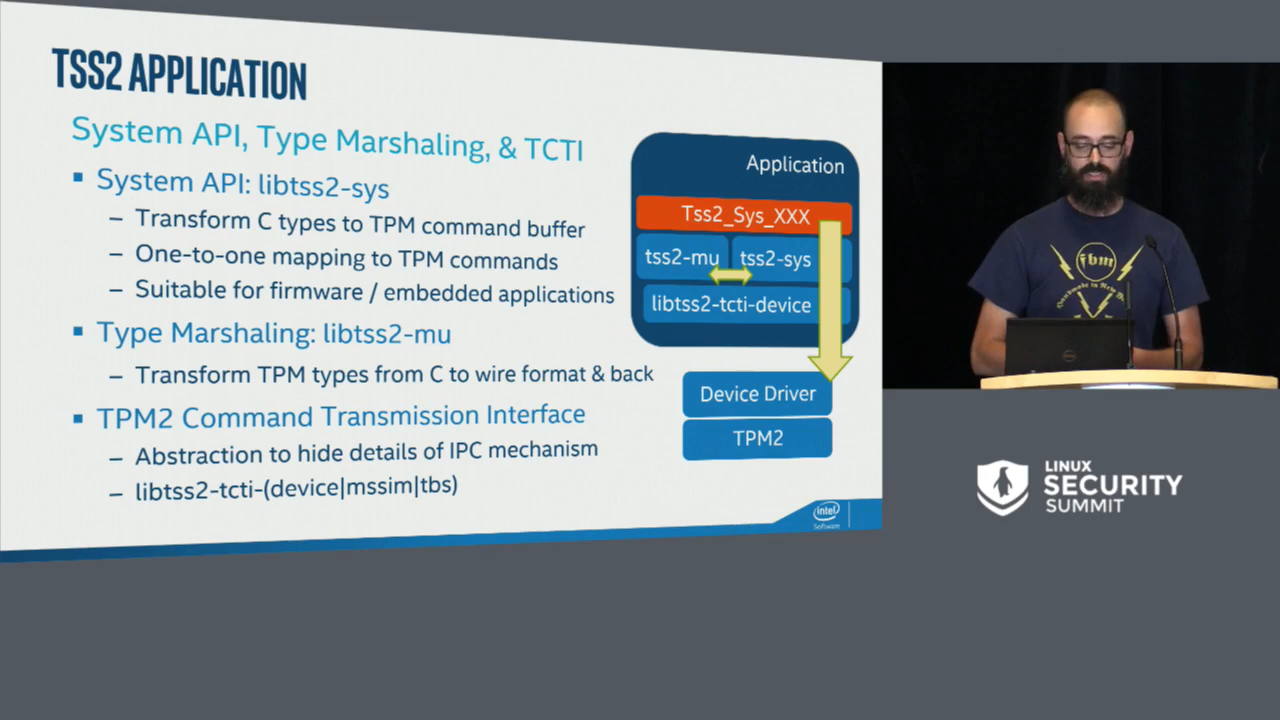 TSS2 APPLICATION
System API, Type Marshaling, & TCTI
▪ System API: libtss2-sys
– Transform C types to TPM command buffer
– One-to-one mapping to TPM commands
– Suitable for firmware / embedded applications
▪ Type Marshaling: libtss2-mu
– Transform TPM types from C to wire format & back
▪ TPM2 Command Transmission Interface
– Abstraction to hide details of IPC mechanism
– libtss2-tcti-(device|mssim|tbs)
Application
Tss2_Sys_XXX
tss2-mu
tss2-sys
libtss2-tcti-device
Device Driver
TPM2
intel
Software
fbm
LINUX
SECURITY
SUMMIT